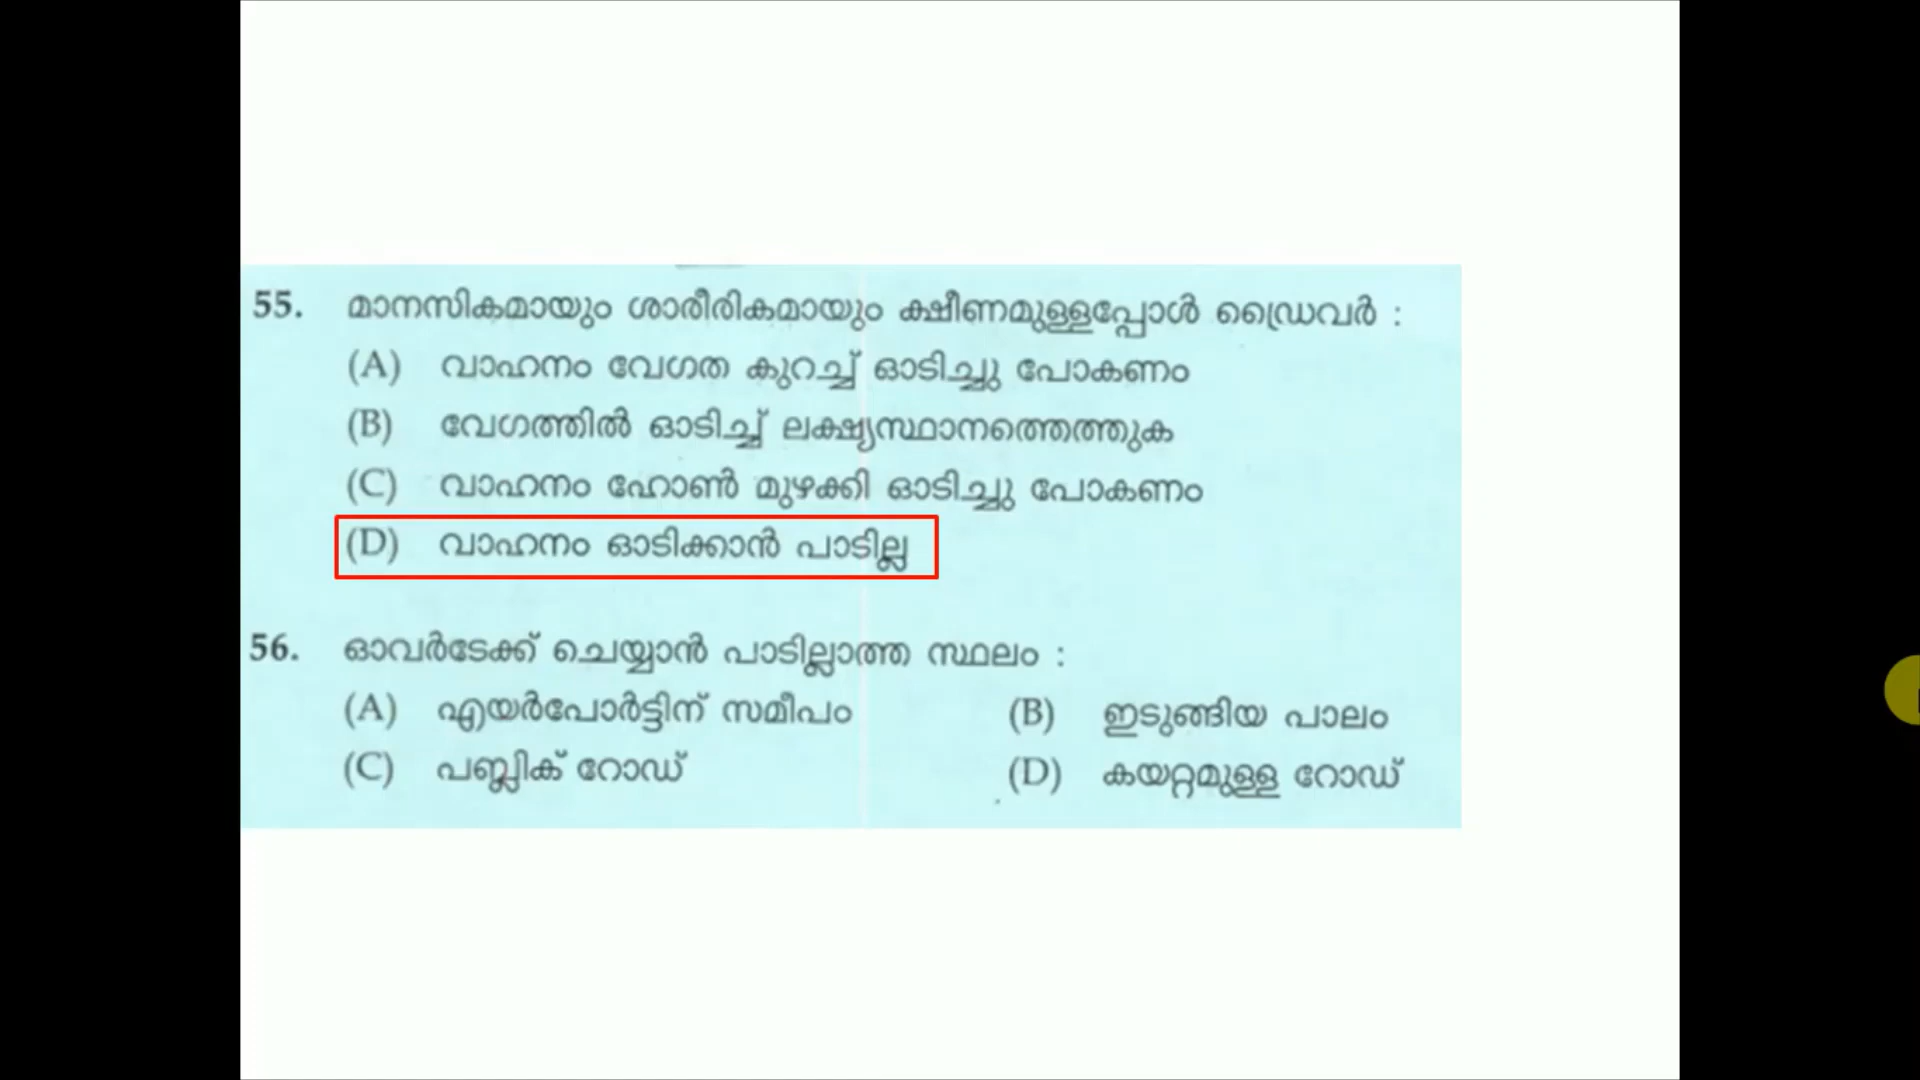 55. മാനസികമായും ശാരീരികമായും ക്ഷീണമുള്ളപ്പോൾ ഡ്രൈവർ :
(A) വാഹനം വേഗത കുറച്ച് ഓടിച്ചു പോകണം
(B) വേഗത്തിൽ ഓടിച്ച് ലക്ഷ്യസ്ഥാനത്തെത്തുക
(C) വാഹനം ഹോൺ മുഴക്കി ഓടിച്ചു പോകണം
(D) വാഹനം ഓടിക്കാൻ പാടില്ല
56. ഓവർടേക്ക് ചെയ്യാൻ പാടില്ലാത്ത സ്ഥലം :
(A) എയർപോർട്ടിന് സമീപം (B) ഇടുങ്ങിയ പാലം
(C) പബ്ലിക് റോഡ് (D) കയറ്റമുള്ള റോഡ്